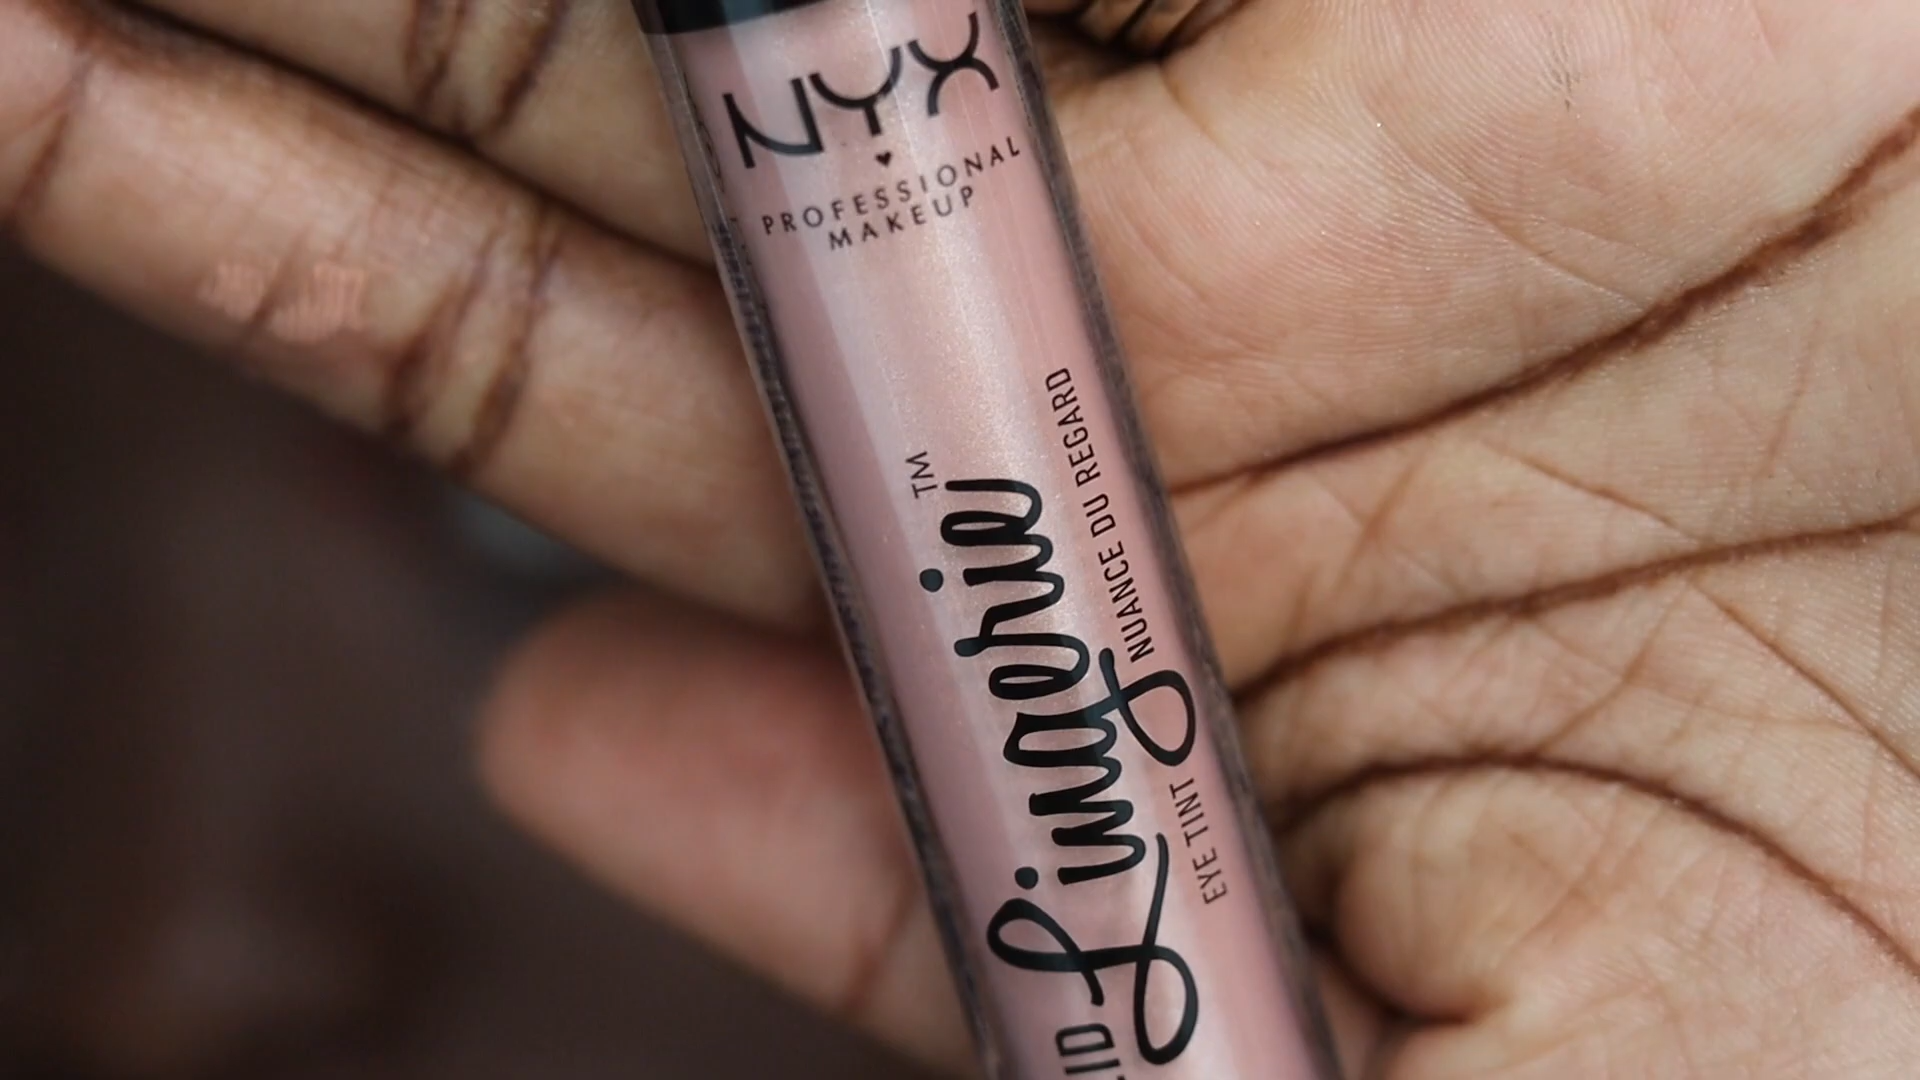 NYX
PROFESSIONAL
MAKEUP
Lingerie™
EYE TINT NUANCE DU REGARD